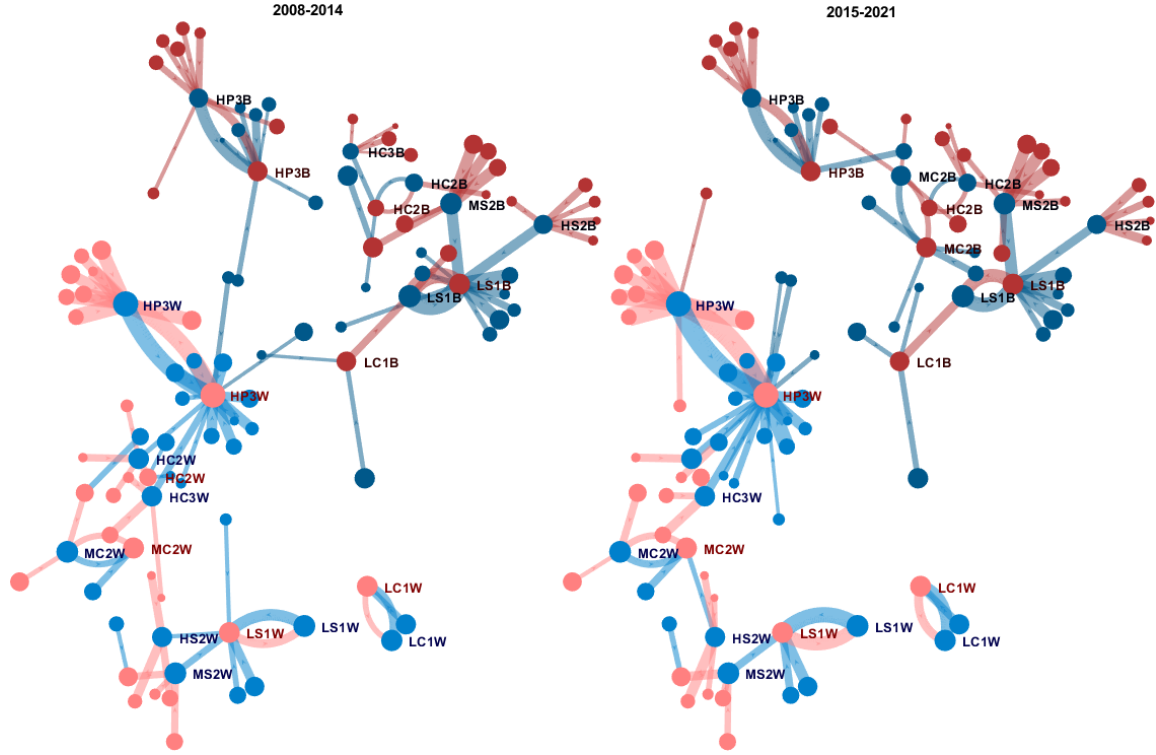 2008-2014
HP3B
HP3B
HC3B
HC2B
HC2B
MS2B
HS2B
LS1B
LS1B
HP3W
LC1B
HP3W
HC2W
HC2W
HC3W
MC2W
MC2W
LC1W
LS1W
HS2W
LC1W
MS2W
2015-2021
HP3B
HP3B
MC2B
HC2B
HC2B
MS2B
HS2B
MC2B
LS1B
LS1B
HP3W
LC1B
HP3W
HC3W
MC2W
MC2W
LC1W
LS1W
LS1W
HS2W
LC1W
MS2W
LS1W